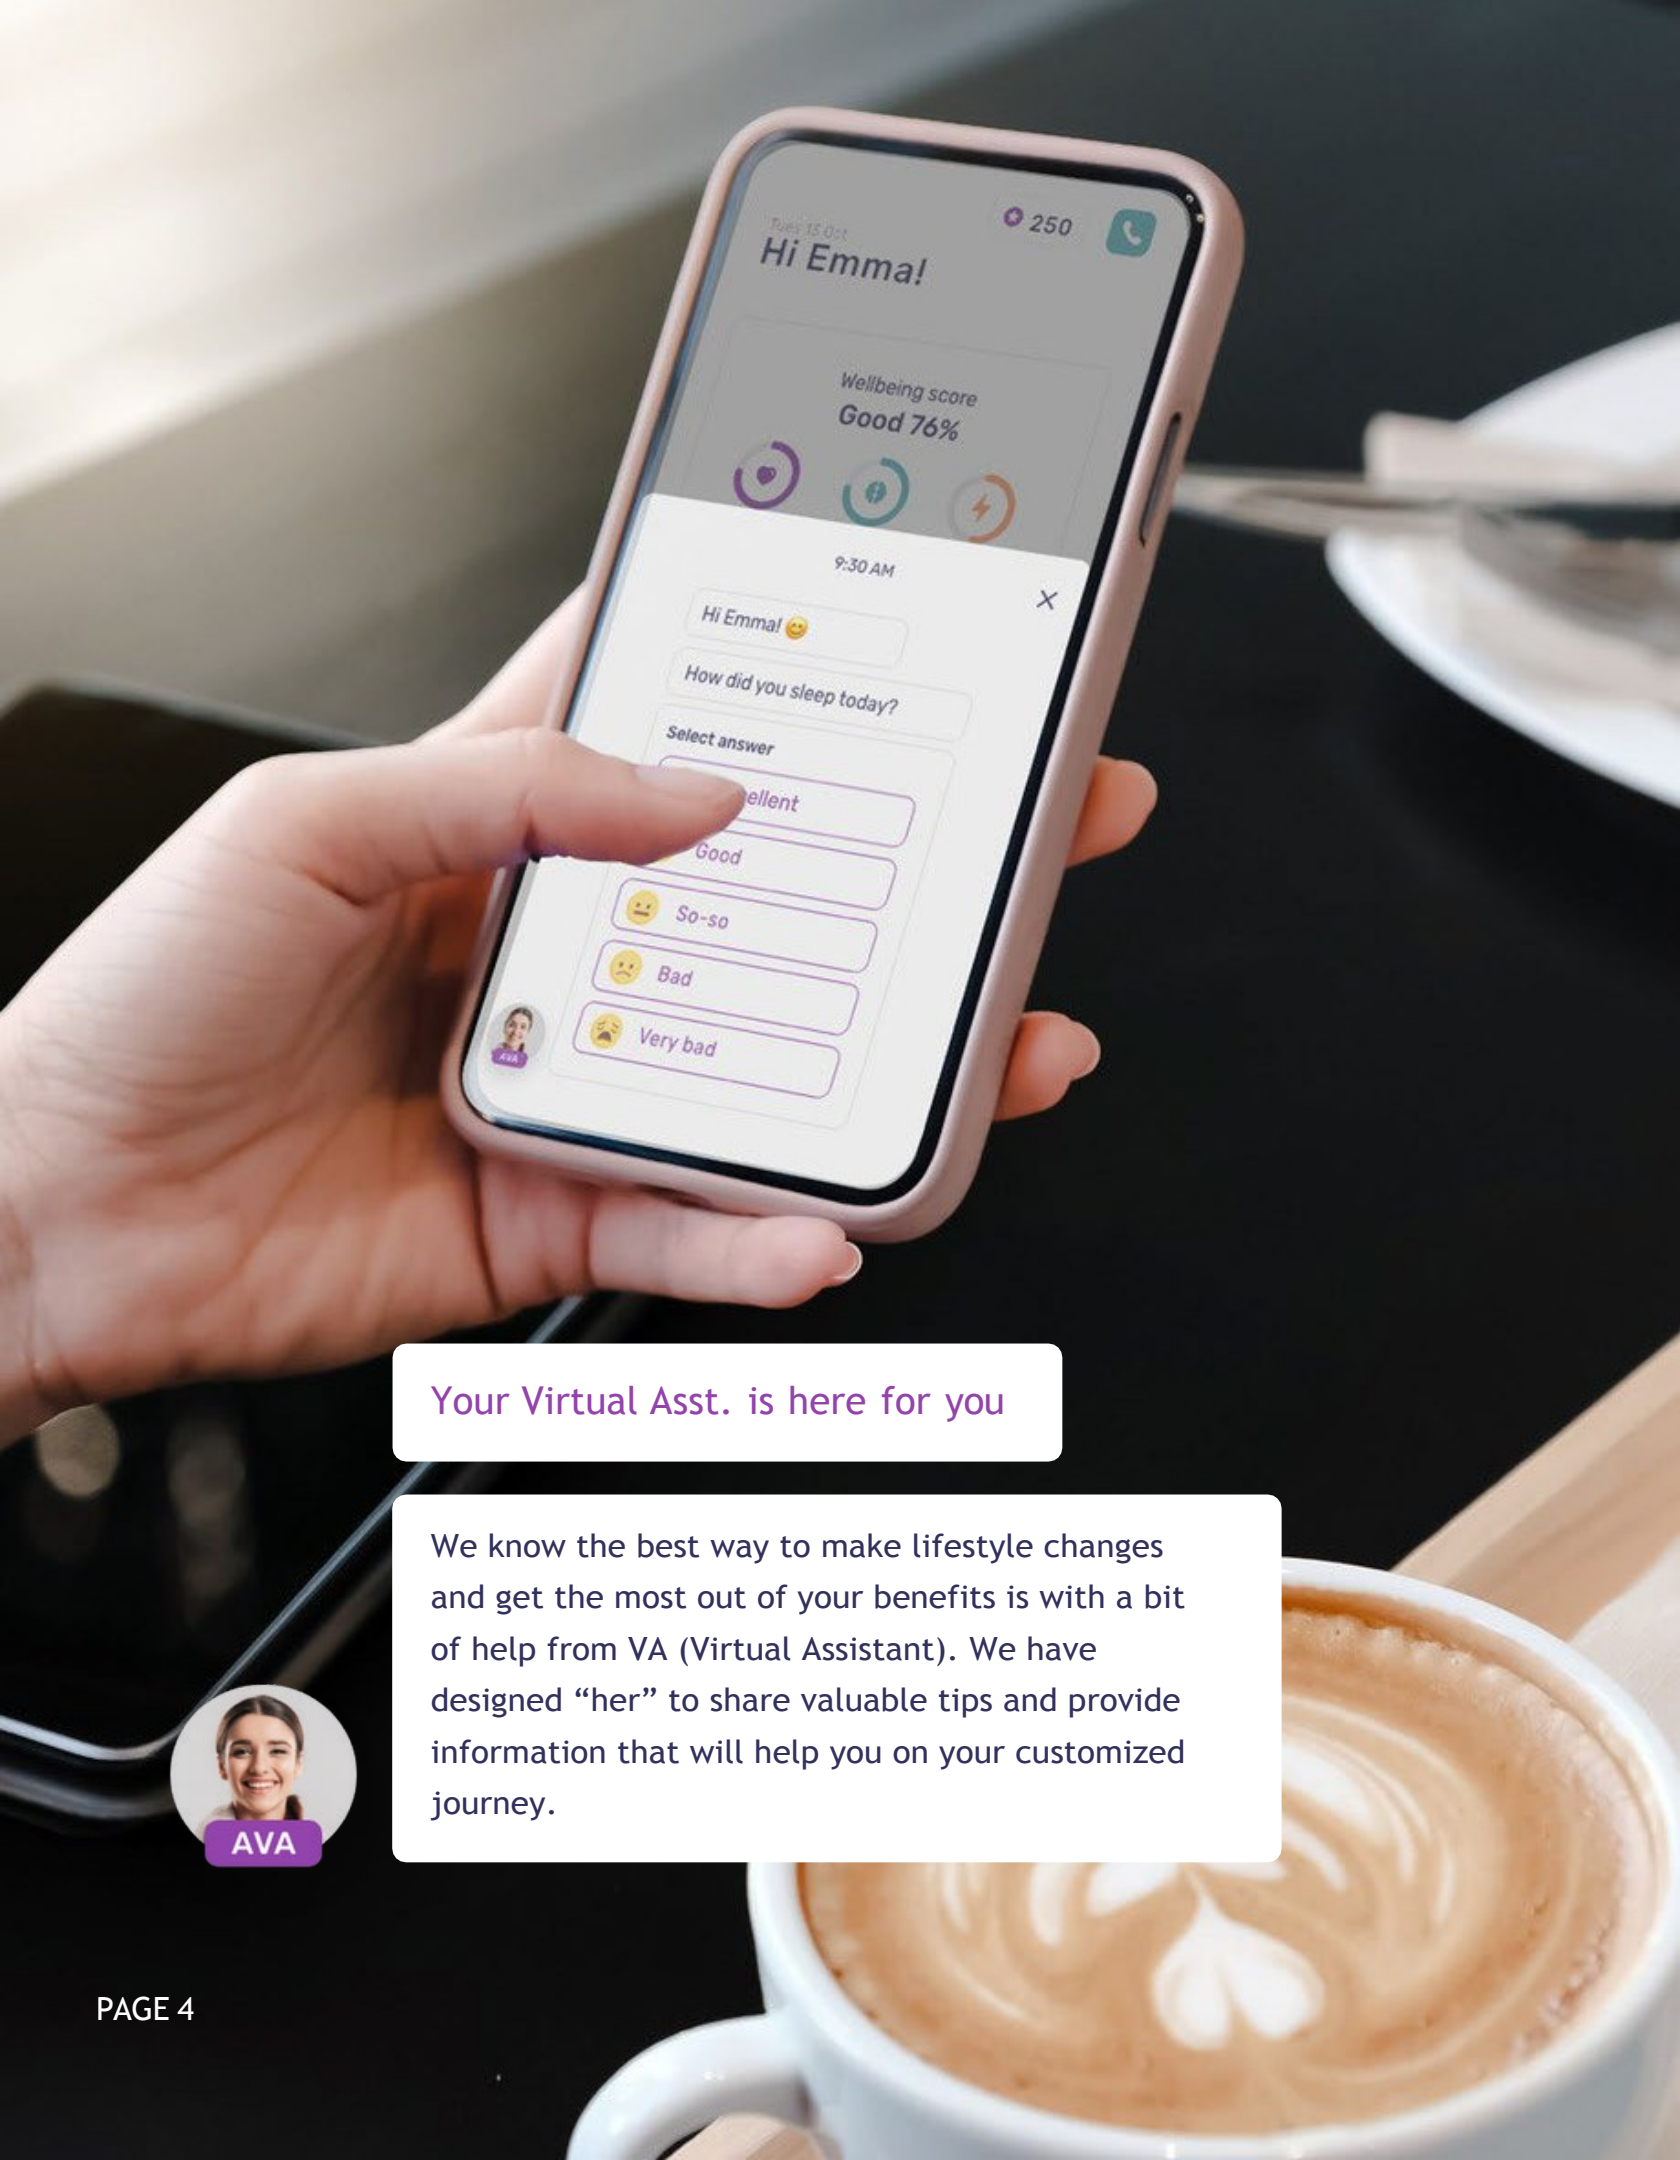 250
Tues 13 Oct
Hi Emma!
Wellbeing score
Good 76%
9:30 AM
Hi Emma!
How did you sleep today?
Select answer
ellent
Good
So-so
Bad
Very bad
AVA
Your Virtual Asst. is here for you
We know the best way to make lifestyle changes
and get the most out of your benefits is with a bit
of help from VA (Virtual Assistant). We have
designed “her” to share valuable tips and provide
information that will help you on your customized
journey.
AVA
PAGE 4